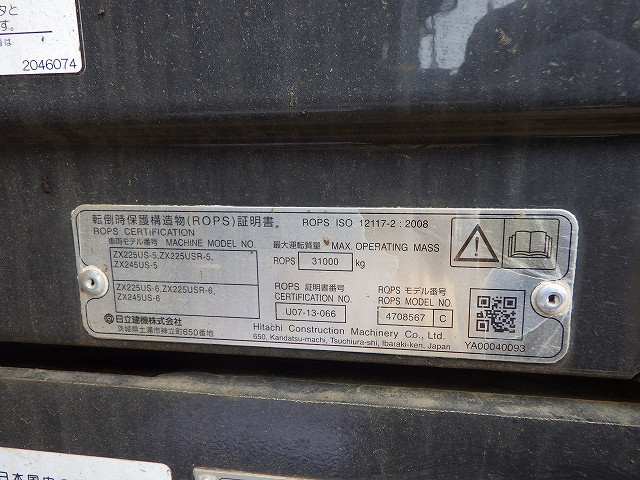 す。
2046074
転倒時保護構造物(ROPS)証明書 ROPS ISO 12117-2 : 2008
ROPS CERTIFICATION
車両モデル番号 MACHINE MODEL NO.
ZX225US-5,ZX225USR-5,
ZX245US-5
ZX225US-6,ZX225USR-6,
ZX245US-6
最大運転質量 MAX. OPERATING MASS
ROPS 31000 kg
ROPS 証明書番号
CERTIFICATION NO.
U07-13-066
ROPS モデル番号
ROPS MODEL NO.
4708567 C
日立建機株式会社
茨城県土浦市神立町650番地
Hitachi Construction Machinery Co., Ltd.
650, Kandatsu-machi, Tsuchiura-shi, Ibaraki-ken, Japan
YA00040093